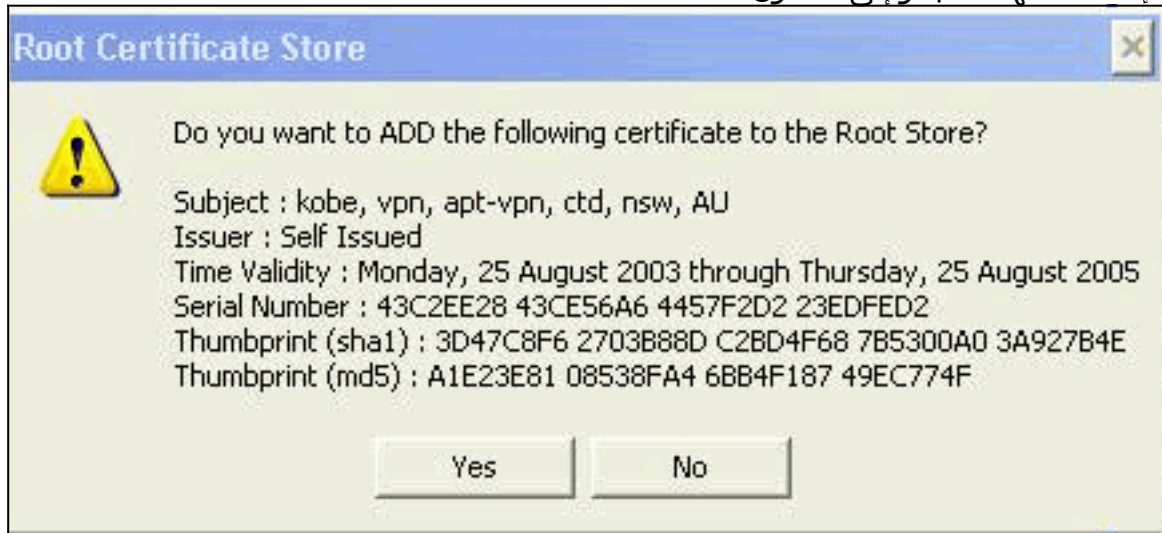 Root Certificate Store
Do you want to ADD the following certificate to the Root Store?
Subject : kobe, vpn, apt-vpn, ctd, nsw, AU
Issuer : Self Issued
Time Validity : Monday, 25 August 2003 through Thursday, 25 August 2005
Serial Number : 43C2EE28 43CE56A6 4457F2D2 23EDFED2
Thumbprint (sha1) : 3D47C8F6 2703B88D C2BD4F68 7B5300A0 3A927B4E
Thumbprint (md5) : A1E23E81 08538FA4 6BB4F187 49EC774F
Yes No